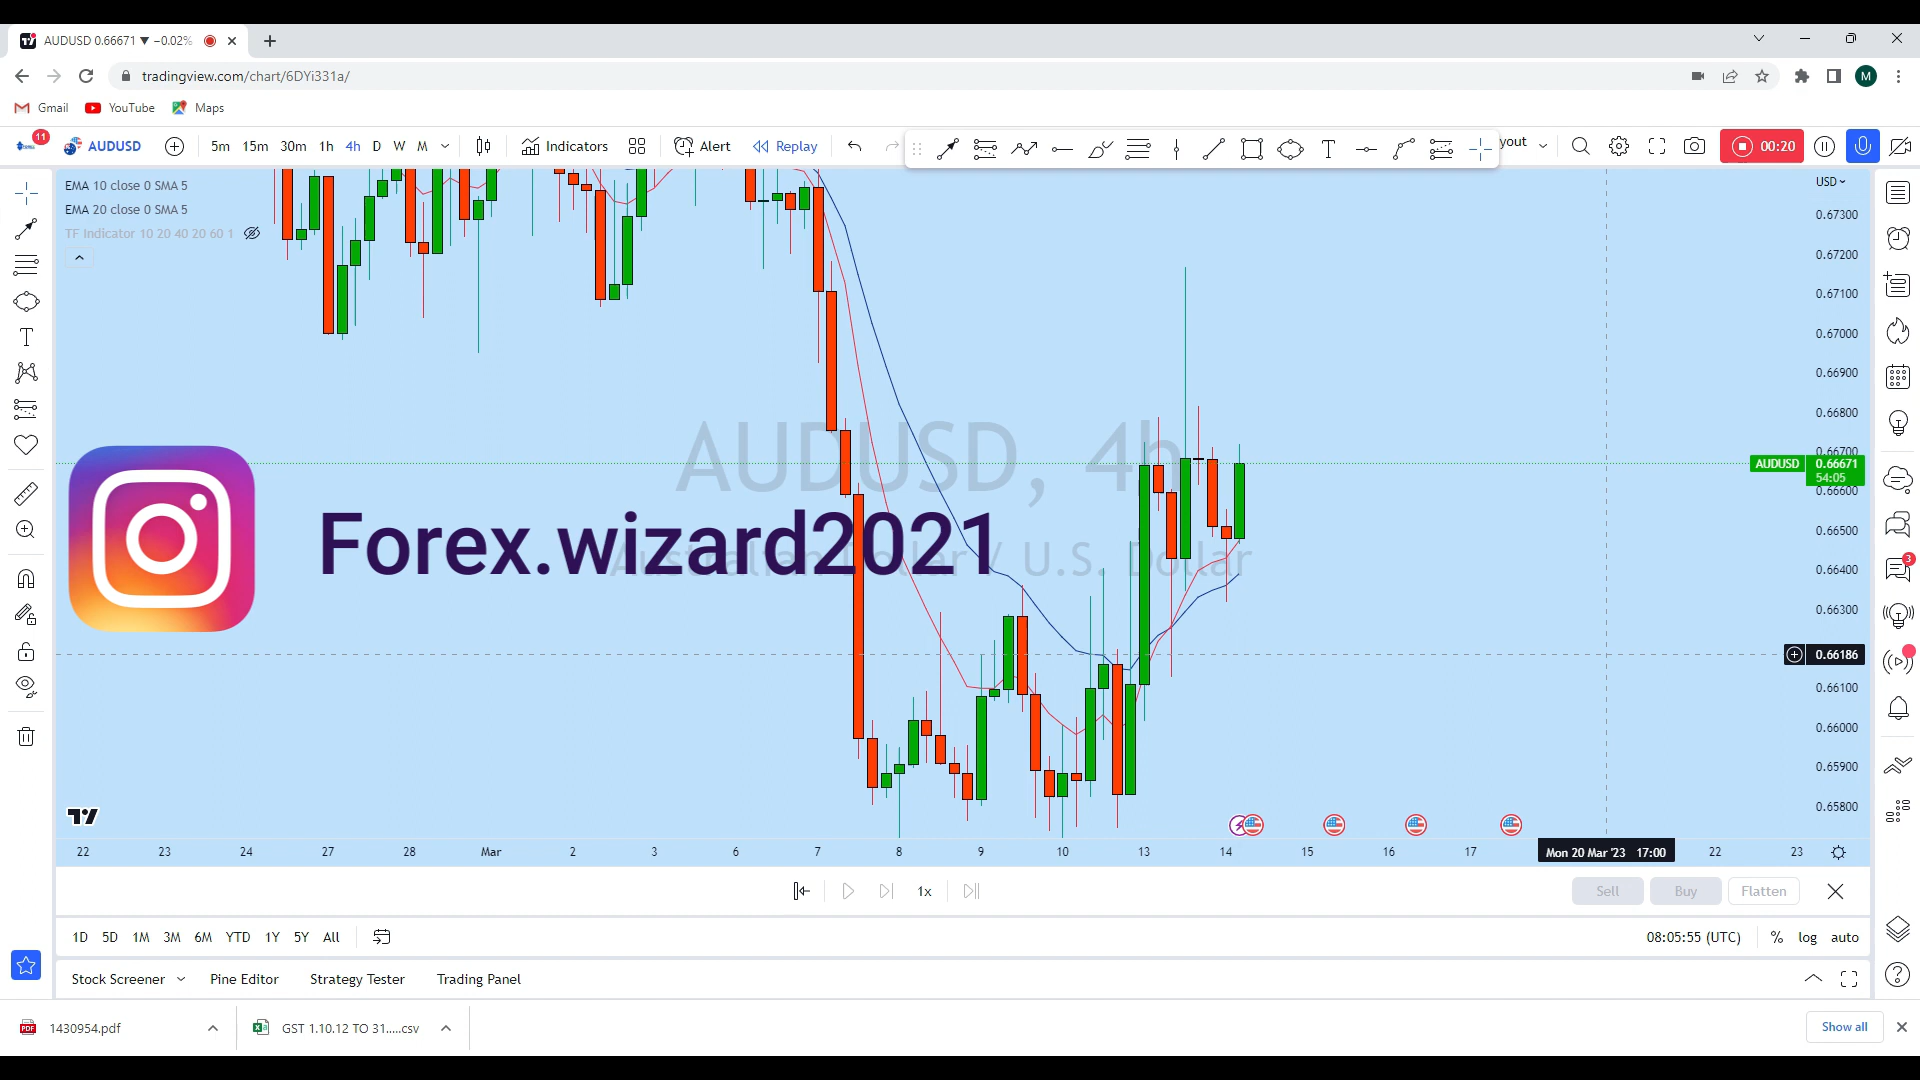 AUDUSD 0.66671 ▼ −0.02%
tradingview.com/chart/6DYi331a/
M
Gmail YouTube Maps
11 AUDUSD 5m 15m 30m 1h 4h D W M Indicators Alert Replay yout 00:20
EMA 10 close 0 SMA 5
EMA 20 close 0 SMA 5
TF Indicator 10 20 40 20 60 1
USD
0.67300
0.67200
0.67100
0.67000
0.66900
0.66800
0.66700
AUDUSD 0.66671
54:05
0.66600
0.66500
0.66400
0.66300
0.66186
0.66100
0.66000
0.65900
0.65800
AUDUSD, 4h
Australian Dollar / U.S. Dollar
Forex.wizard2021
3
22 23 24 27 28 Mar 2 3 6 7 8 9 10 13 14 15 16 17 Mon 20 Mar '23 17:00 22 23
1x Sell Buy Flatten
1D 5D 1M 3M 6M YTD 1Y 5Y All 08:05:55 (UTC) % log auto
Stock Screener Pine Editor Strategy Tester Trading Panel
PDF 1430954.pdf GST 1.10.12 TO 31.....csv Show all